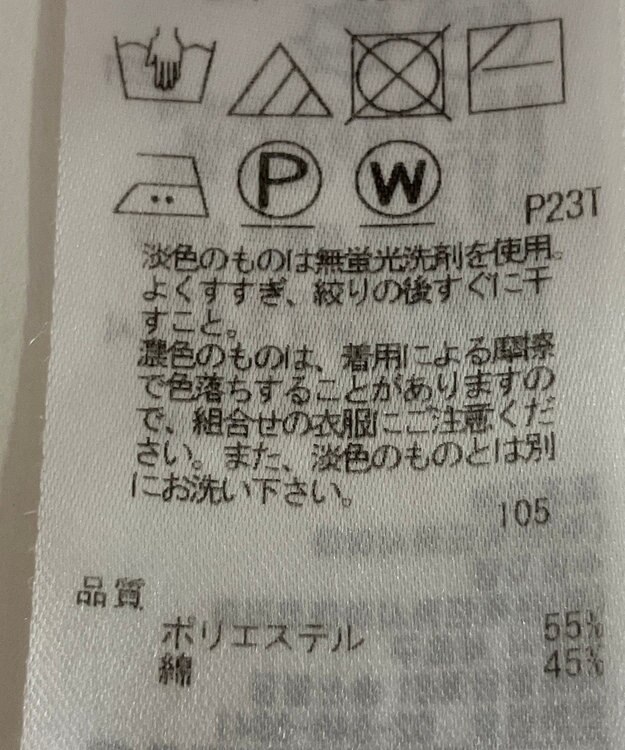 P
W
P23T
淡色のものは無蛍光洗剤を使用。
よくすすぎ、絞りの後すぐに干
すこと。
濃色のものは、着用による摩擦
で色落ちすることがありますの
で、組合せの衣服にご注意くだ
さい。また、淡色のものとは別
にお洗い下さい。
105
品質
ポリエステル 55%
綿 45%